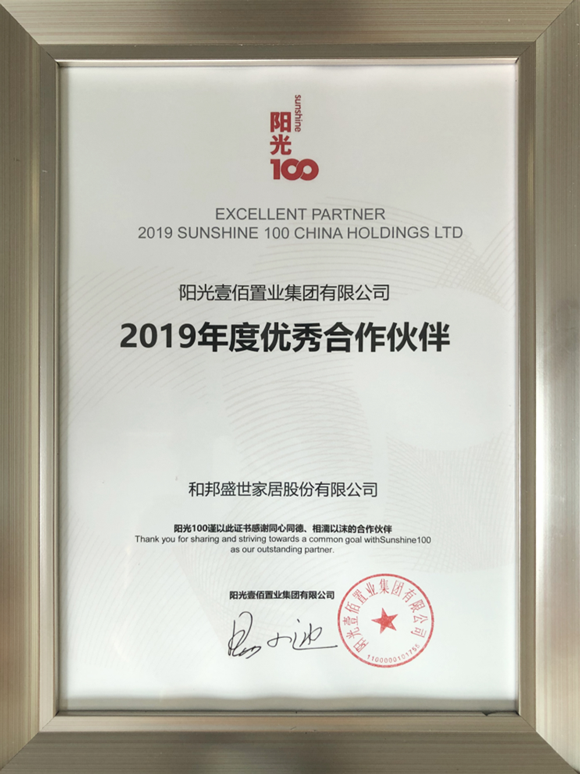 sunshine
阳光
100
EXCELLENT PARTNER
2019 SUNSHINE 100 CHINA HOLDINGS LTD
阳光壹佰置业集团有限公司
2019年度优秀合作伙伴
和邦盛世家居股份有限公司
阳光100谨以此证书感谢同心同德、相濡以沫的合作伙伴
Thank you for sharing and striving towards a common goal withSunshine100
as our outstanding partner.
阳光壹佰置业集团有限公司
阳光壹佰置业集团有限公司